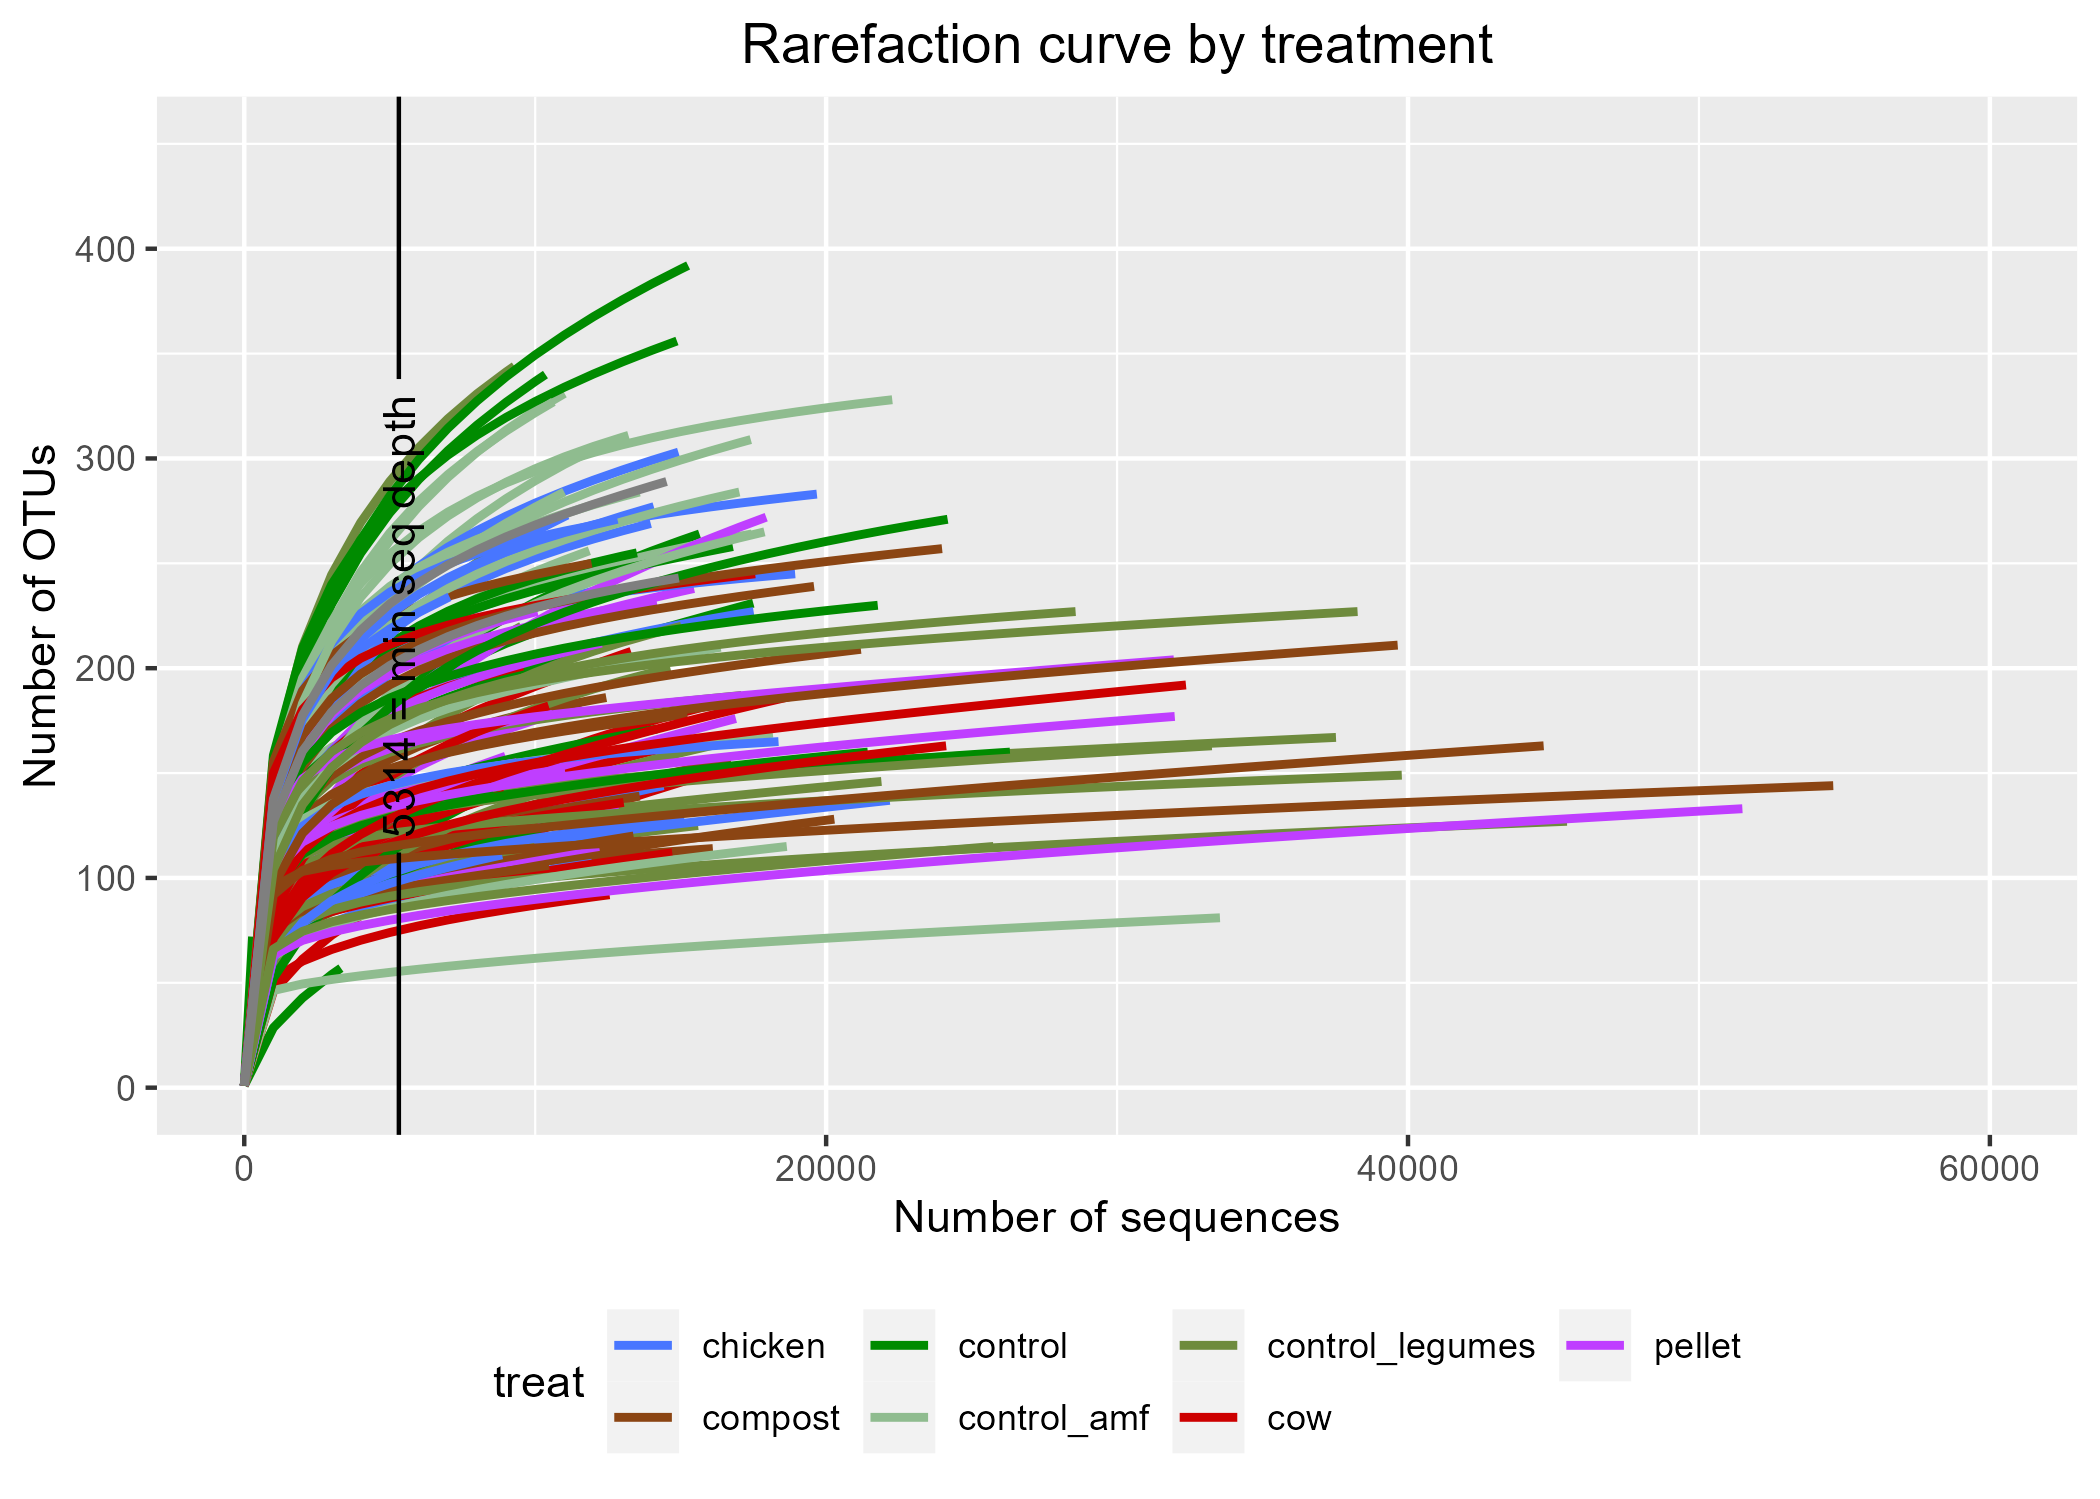 Rarefaction curve by treatment
Number of OTUs
400
300
200
100
0
5314 = min seq depth
0 20000 40000 60000
Number of sequences
treat
chicken control control_legumes pellet
compost control_amf cow